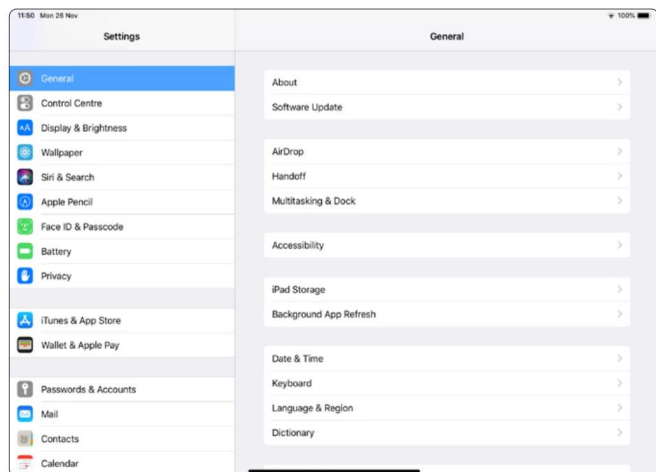 11:50 Mon 26 Nov
100%
Settings
General
General
Control Centre
Display & Brightness
Wallpaper
Siri & Search
Apple Pencil
Face ID & Passcode
Battery
Privacy
iTunes & App Store
Wallet & Apple Pay
Passwords & Accounts
Mail
Contacts
Calendar
About
Software Update
AirDrop
Handoff
Multitasking & Dock
Accessibility
iPad Storage
Background App Refresh
Date & Time
Keyboard
Language & Region
Dictionary